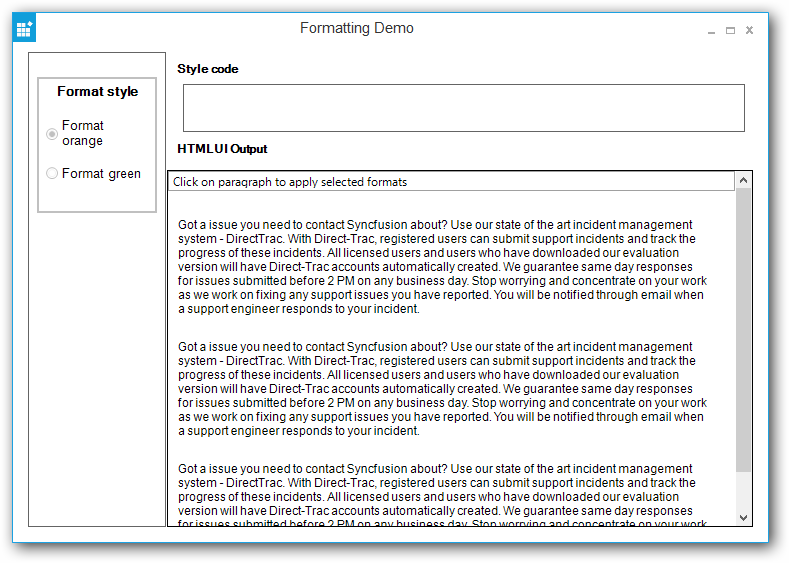 Formatting Demo
Format style
Format
orange
Format green
Style code
HTMLUI Output
Click on paragraph to apply selected formats
Got a issue you need to contact Syncfusion about? Use our state of the art incident management
system - DirectTrac. With Direct-Trac, registered users can submit support incidents and track the
progress of these incidents. All licensed users and users who have downloaded our evaluation
version will have Direct-Trac accounts automatically created. We guarantee same day responses
for issues submitted before 2 PM on any business day. Stop worrying and concentrate on your work
as we work on fixing any support issues you have reported. You will be notified through email when
a support engineer responds to your incident.
Got a issue you need to contact Syncfusion about? Use our state of the art incident management
system - DirectTrac. With Direct-Trac, registered users can submit support incidents and track the
progress of these incidents. All licensed users and users who have downloaded our evaluation
version will have Direct-Trac accounts automatically created. We guarantee same day responses
for issues submitted before 2 PM on any business day. Stop worrying and concentrate on your work
as we work on fixing any support issues you have reported. You will be notified through email when
a support engineer responds to your incident.
Got a issue you need to contact Syncfusion about? Use our state of the art incident management
system - DirectTrac. With Direct-Trac, registered users can submit support incidents and track the
progress of these incidents. All licensed users and users who have downloaded our evaluation
version will have Direct-Trac accounts automatically created. We guarantee same day responses
for issues submitted before 2 PM on any business day. Stop worrying and concentrate on your work